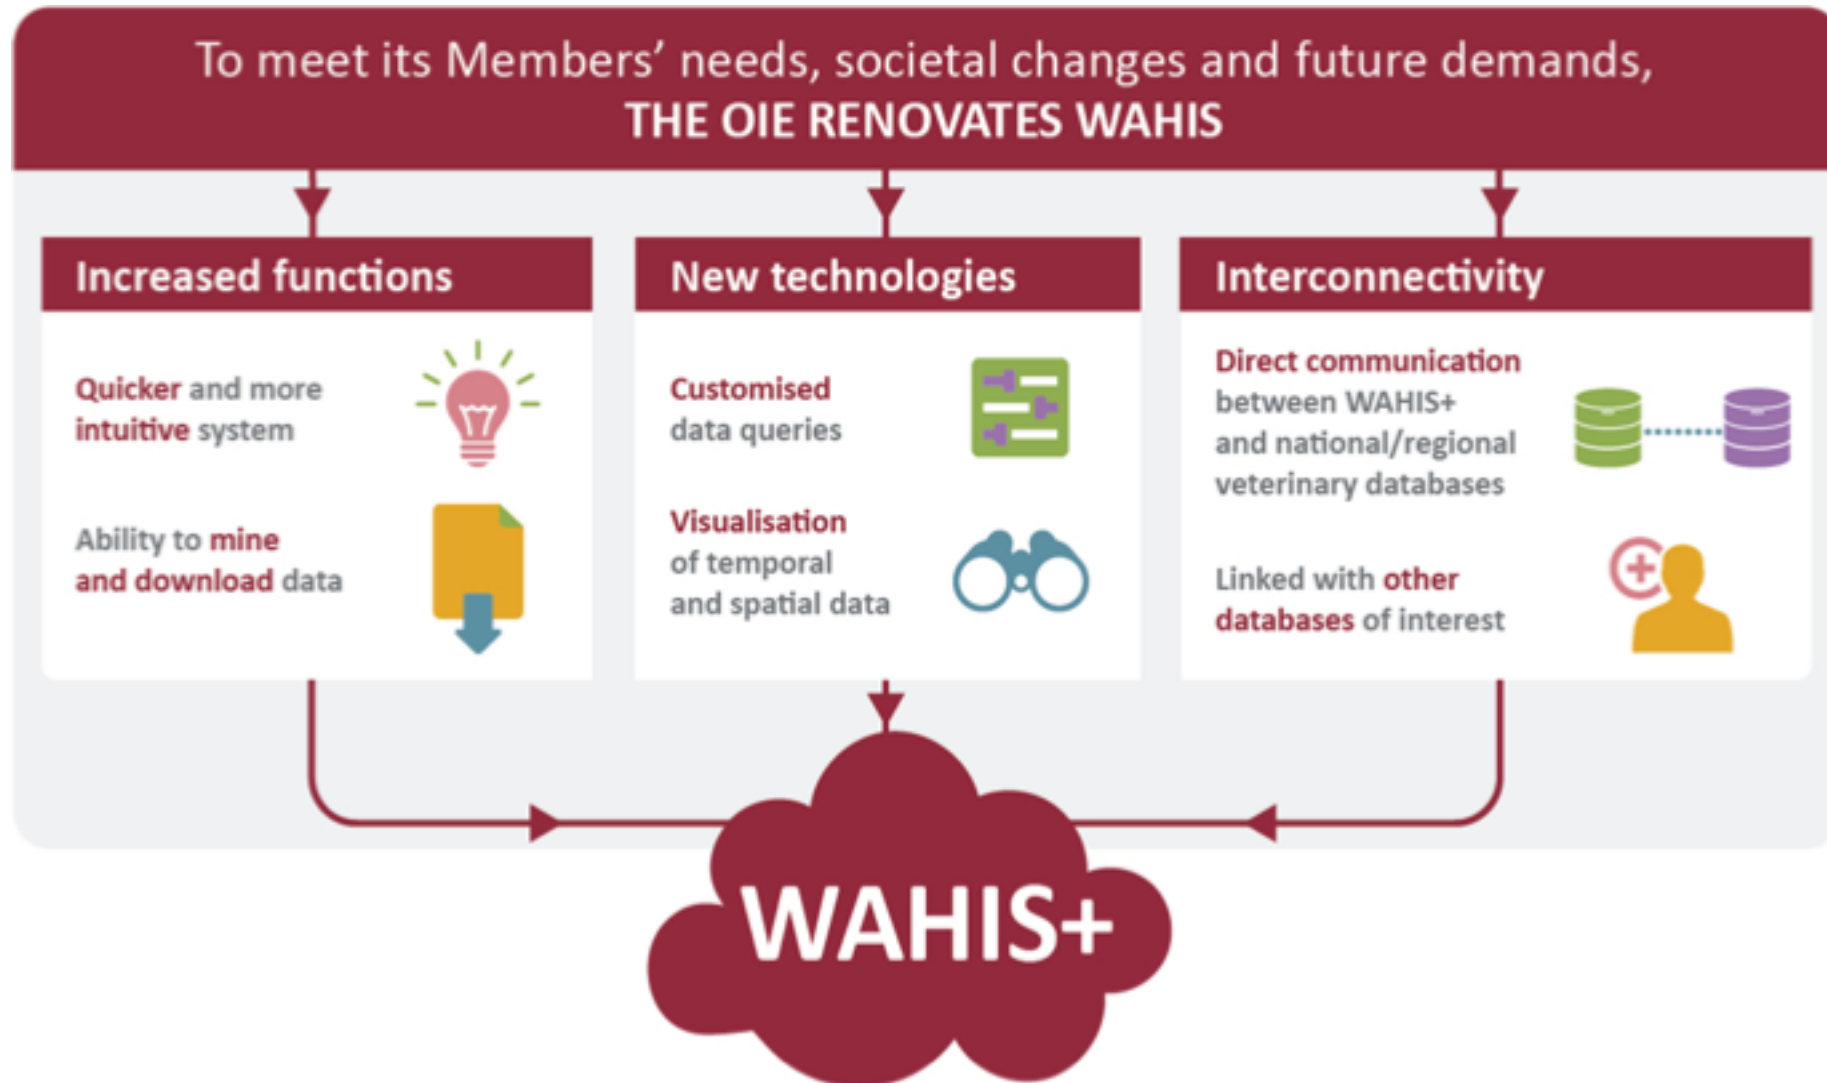 To meet its Members’ needs, societal changes and future demands,
THE OIE RENOVATES WAHIS
Increased functions
Quicker and more
intuitive system
Ability to mine
and download data
New technologies
Customised
data queries
Visualisation
of temporal
and spatial data
Interconnectivity
Direct communication
between WAHIS+
and national/regional
veterinary databases
Linked with other
databases of interest
WAHIS+